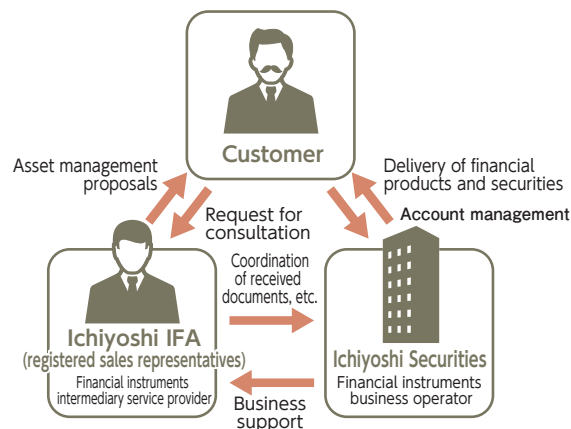 Customer
Asset management
proposals
Delivery of financial
products and securities
Account management
Request for
consultation
Coordination
of received
documents, etc.
Ichiyoshi IFA
(registered sales representatives)
Financial instruments
intermediary service provider
Ichiyoshi Securities
Financial instruments
business operator
Business
support